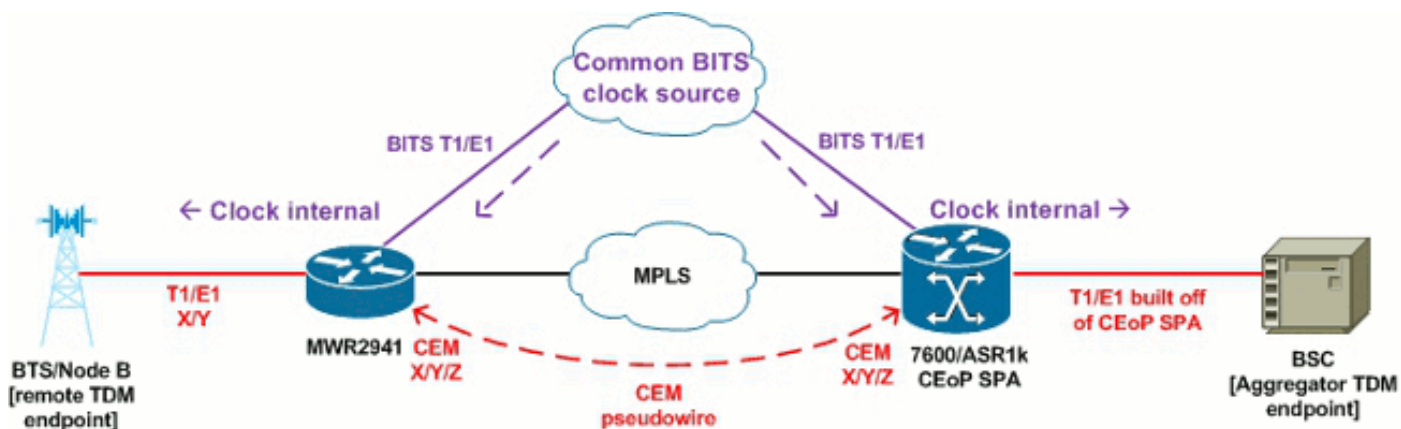 Common BITS
clock source
BITS T1/E1
BITS T1/E1
← Clock internal
Clock internal →
MPLS
T1/E1
X/Y
T1/E1 built off
of CEoP SPA
MWR2941
CEM
X/Y/Z
CEM
X/Y/Z
7600/ASR1k
CEoP SPA
CEM
pseudowire
BTS/Node B
[remote TDM
endpoint]
BSC
[Aggregator TDM
endpoint]